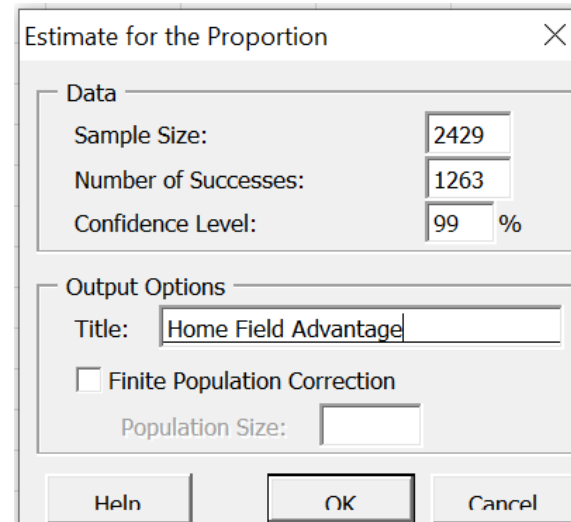 Estimate for the Proportion
Data
Sample Size: 2429
Number of Successes: 1263
Confidence Level: 99 %
Output Options
Title: Home Field Advantage
Finite Population Correction
Population Size:
Help OK Cancel